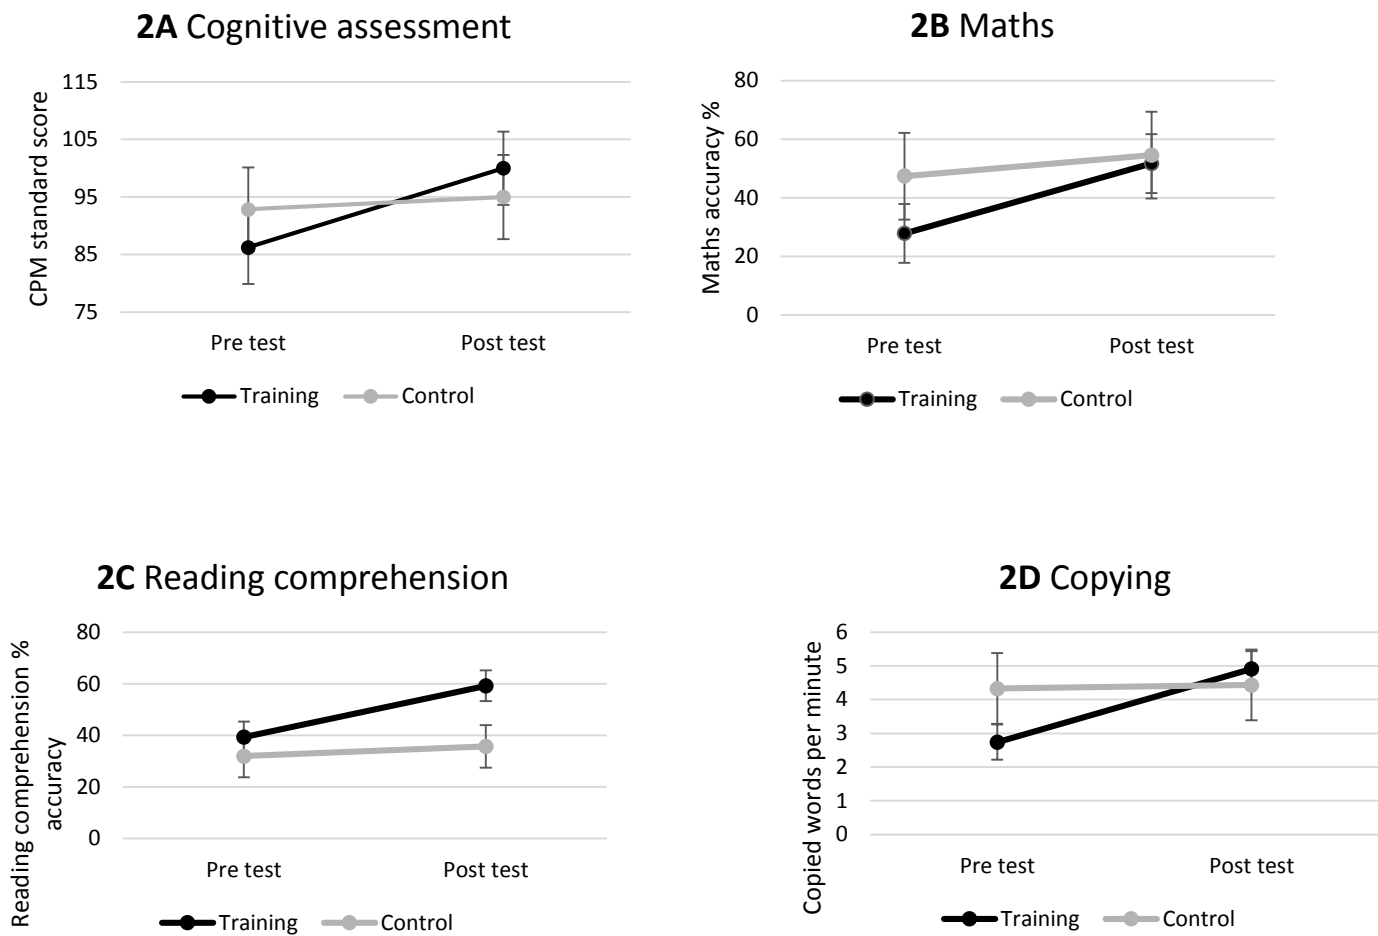 2A Cognitive assessment
CPM standard score
115
105
95
85
75
Pre test
Post test
Training
Control
2B Maths
Maths accuracy %
80
60
40
20
0
Pre test
Post test
Training
Control
2C Reading comprehension
Reading comprehension %
accuracy
80
60
40
20
0
Pre test
Post test
Training
Control
2D Copying
Copied words per minute
6
5
4
3
2
1
0
Pre test
Post test
Training
Control